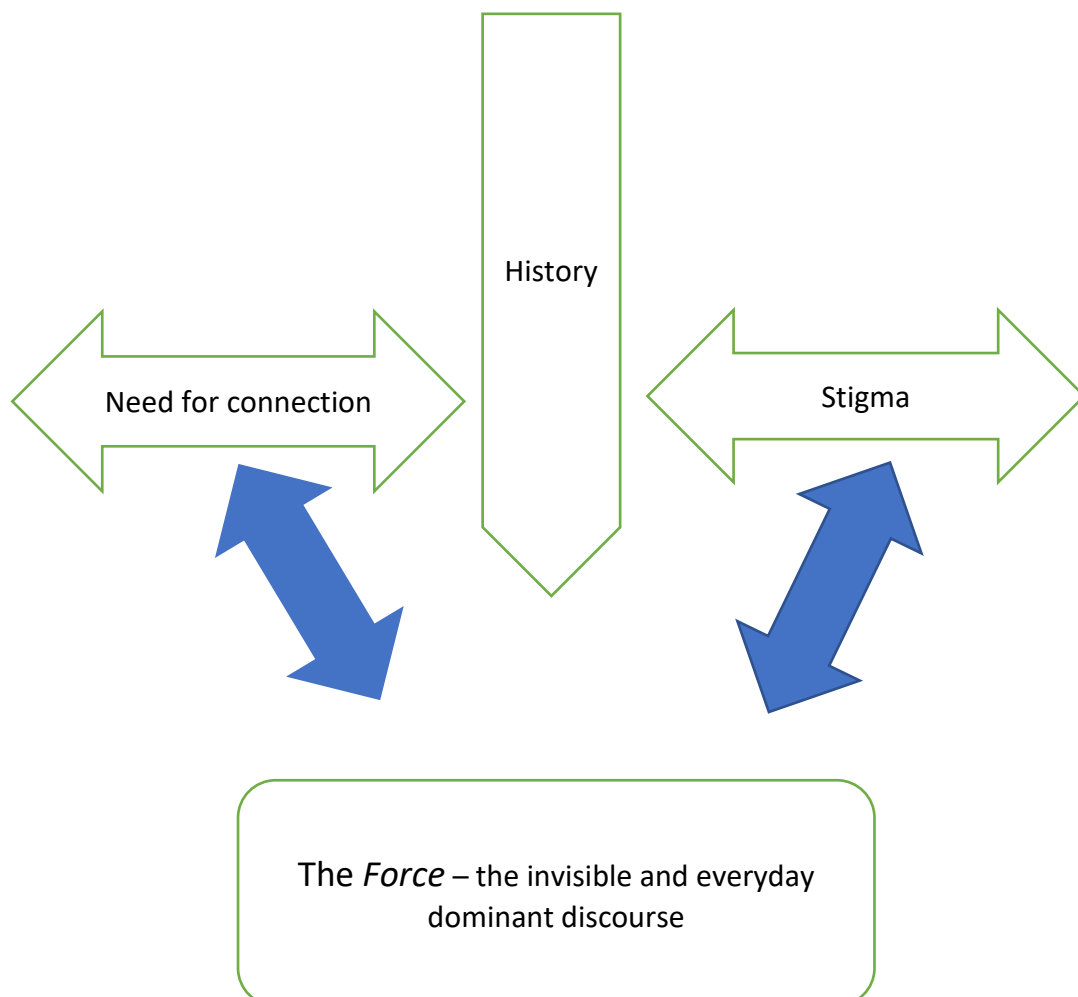 History
Need for connection
Stigma
The Force – the invisible and everyday
dominant discourse